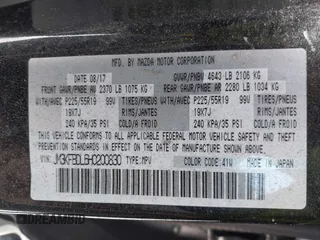 MFD. BY MAZDA MOTOR CORPORATION
DATE 08/17 GVWR/PNBV 4643 LB 2106 KG
FRONT GAWR/PNBE AV 2370 LB 1075 KG REAR GAWR/PNBE AR 2280 LB 1034 KG
WITH/AVEC P225/55R19 99V TIRES/PNEUS WITH/AVEC P225/55R19 99V TIRES/PNEUS
19X7J RIMS/JANTES 19X7J RIMS/JANTES
240 KPA/35 PSI COLD/A FROID 240 KPA/35 PSI COLD/A FROID
THIS VEHICLE CONFORMS TO ALL APPLICABLE FEDERAL MOTOR VEHICLE SAFETY
THEFT PREVENTION STANDARDS IN EFFECT ON THE DATE OF MANUFACTURE SHOWN ABOVE.
VIN: JM3KFBDL6H0200830 TYPE: MPV COLOR CODE: 41W MADE IN JAPAN